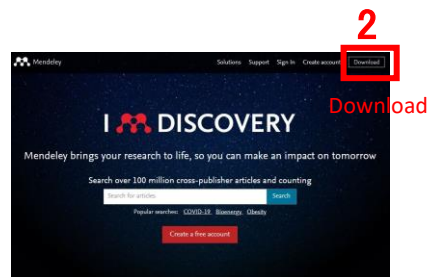 2
Mendeley Solutions Support Sign In Create account Download
Download
I DISCOVERY
Mendeley brings your research to life, so you can make an impact on tomorrow
Search over 100 million cross-publisher articles and counting
Search for articles Search
Popular searches: COVID-19 Bioenergy Obesity
Create a free account